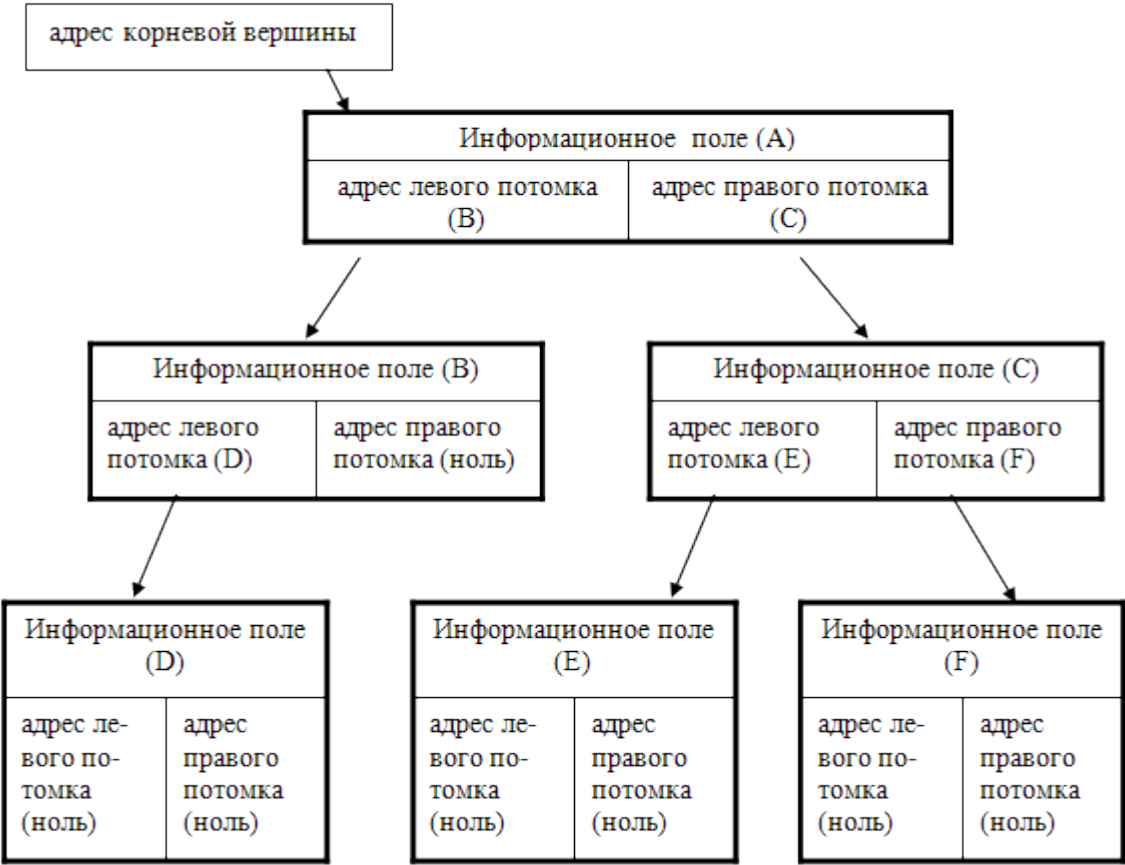 адрес корневой вершины
Информационное поле (A)
адрес левого потомка
(B)
адрес правого потомка
(C)
Информационное поле (B)
адрес левого
потомка (D)
адрес правого
потомка (ноль)
Информационное поле (C)
адрес левого
потомка (E)
адрес правого
потомка (F)
Информационное поле
(D)
адрес ле-
вого по-
томка
(ноль)
адрес
правого
потомка
(ноль)
Информационное поле
(E)
адрес ле-
вого по-
томка
(ноль)
адрес
правого
потомка
(ноль)
Информационное поле
(F)
адрес ле-
вого по-
томка
(ноль)
адрес
правого
потомка
(ноль)